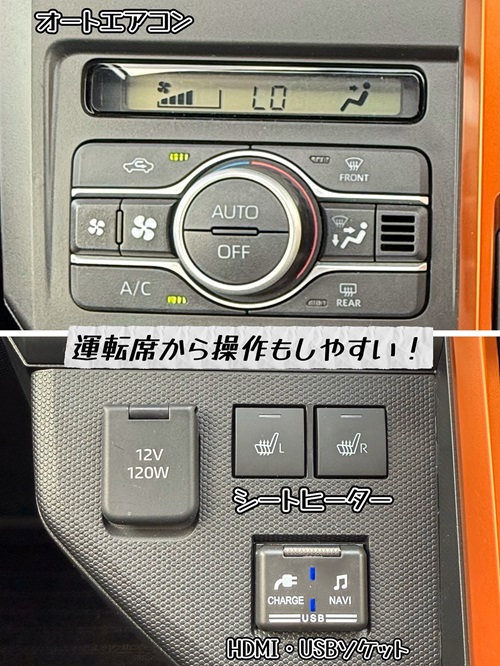 オートエアコン
LO
FRONT
AUTO
OFF
A/C
REAR
運転席から操作もしやすい！
12V
120W
L
R
シートヒーター
CHARGE
NAVI
USB
HDMI・USBソケット